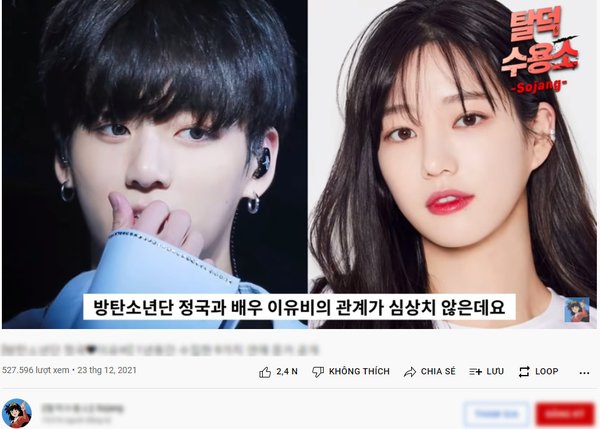 탈덕
수용소
-Sojang-
방탄소년단 정국과 배우 이유비의 관계가 심상치 않은데요
527.596 lượt xem • 23 thg 12, 2021
2,4 N
KHÔNG THÍCH
CHIA SẺ
LƯU
LOOP
...